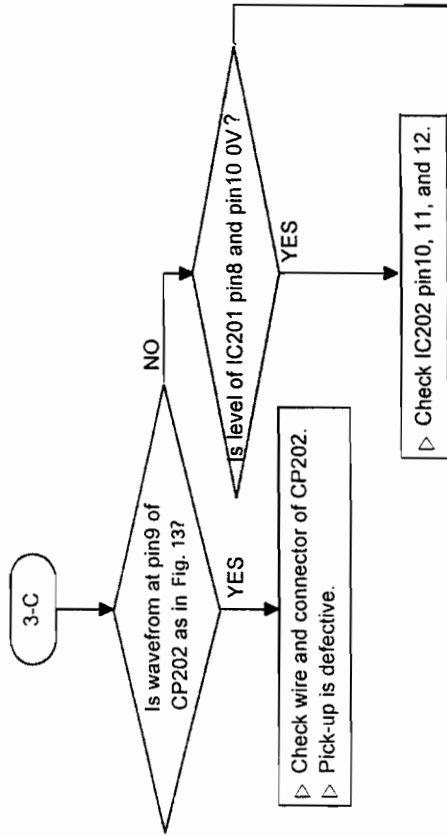 3-C
Is wavefrom at pin9 of
CP202 as in Fig. 13?
NO
YES
▷ Check wire and connector of CP202.
▷ Pick-up is defective.
Is level of IC201 pin8 and pin10 0V?
YES
▷ Check IC202 pin10, 11, and 12.